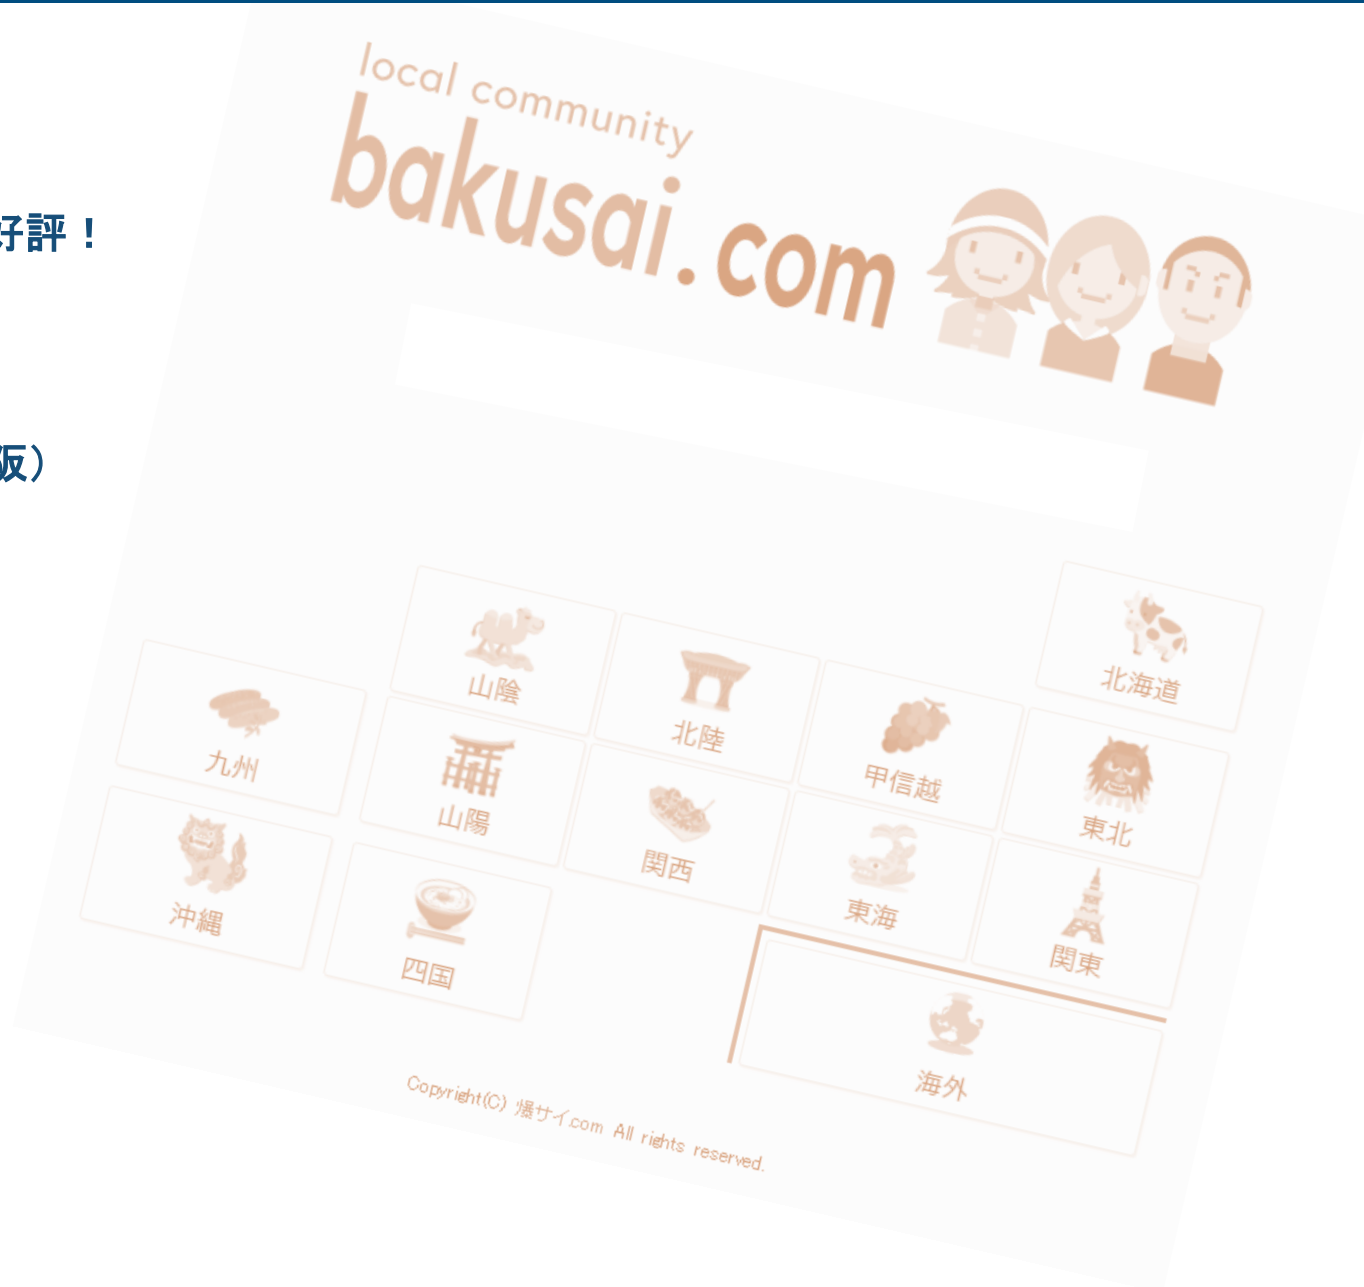 local community
bakusai.com
好評！
阪）
北海道
山陰
北陸
甲信越
東北
九州
山陽
関西
東海
関東
沖縄
四国
海外
Copyright(C) 爆サイ.com All rights reserved.